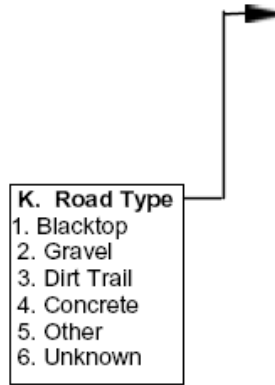 K. Road Type
1. Blacktop
2. Gravel
3. Dirt Trail
4. Concrete
5. Other
6. Unknown